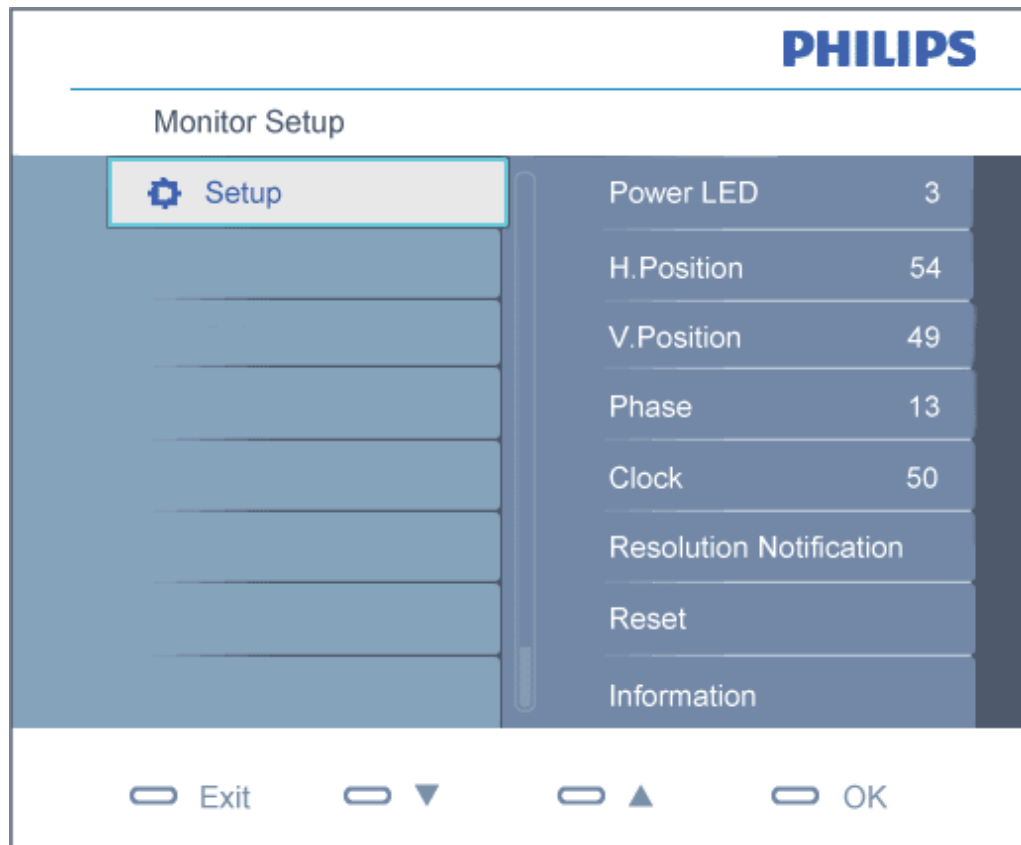 PHILIPS
Monitor Setup
Setup
Power LED 3
H.Position 54
V.Position 49
Phase 13
Clock 50
Resolution Notification
Reset
Information
Exit ▼ ▲ OK